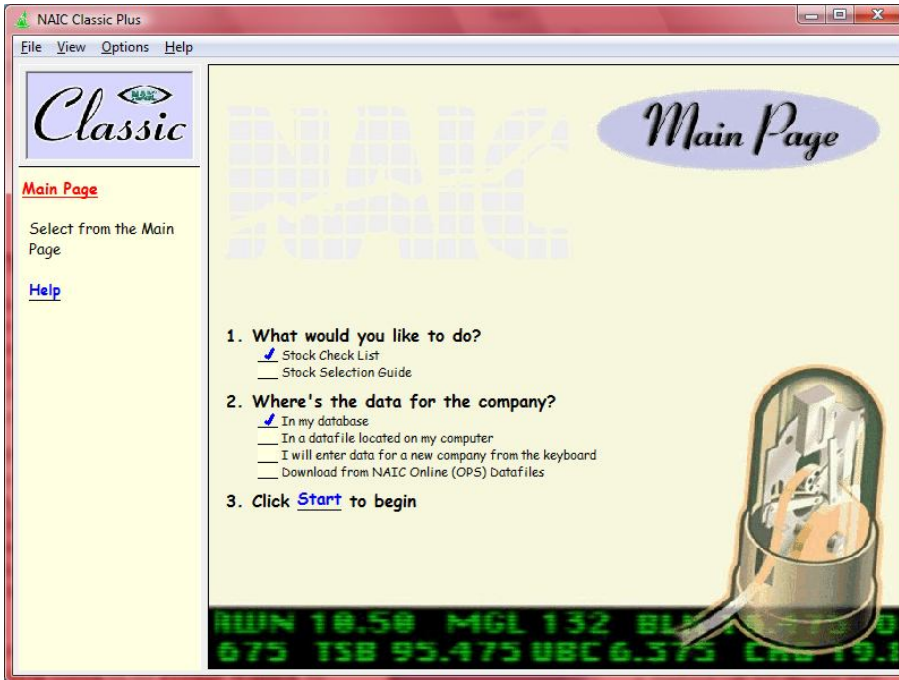 NAIC Classic Plus
File View Options Help
NAIC
Classic
Main Page
Select from the Main
Page
Help
NAIC
Main Page
1. What would you like to do?
Stock Check List
Stock Selection Guide
2. Where's the data for the company?
In my database
In a datafile located on my computer
I will enter data for a new company from the keyboard
Download from NAIC Online (OPS) Datafiles
3. Click Start to begin
10.50 MGL 132
675 TSB 95.475 UBC 6.375